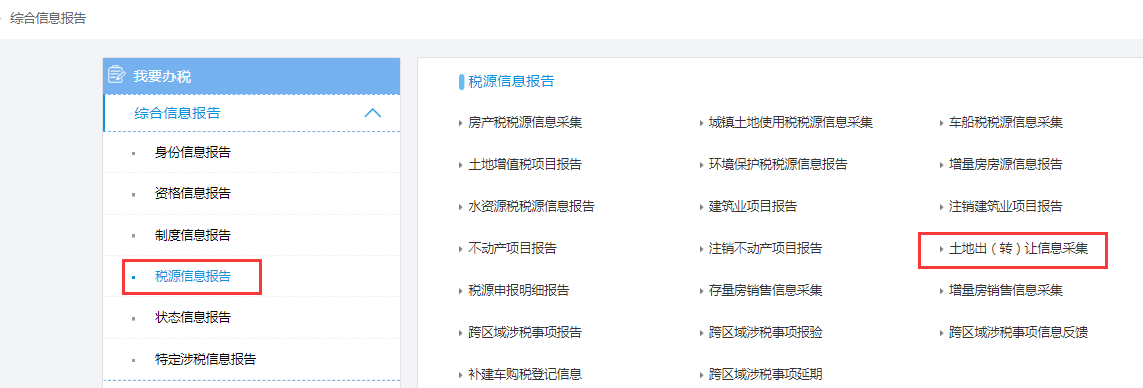 综合信息报告
我要办税
综合信息报告
身份信息报告
资格信息报告
制度信息报告
税源信息报告
状态信息报告
特定涉税信息报告
税源信息报告
房产税税源信息采集 城镇土地使用税税源信息采集 车船税税源信息采集
土地增值税项目报告 环境保护税税源信息报告 增量房房源信息报告
水资源税税源信息报告 建筑业项目报告 注销建筑业项目报告
不动产项目报告 注销不动产项目报告 土地出（转）让信息采集
税源申报明细报告 存量房销售信息采集 增量房销售信息采集
跨区域涉税事项报告 跨区域涉税事项报验 跨区域涉税事项信息反馈
补建车购税登记信息 跨区域涉税事项延期